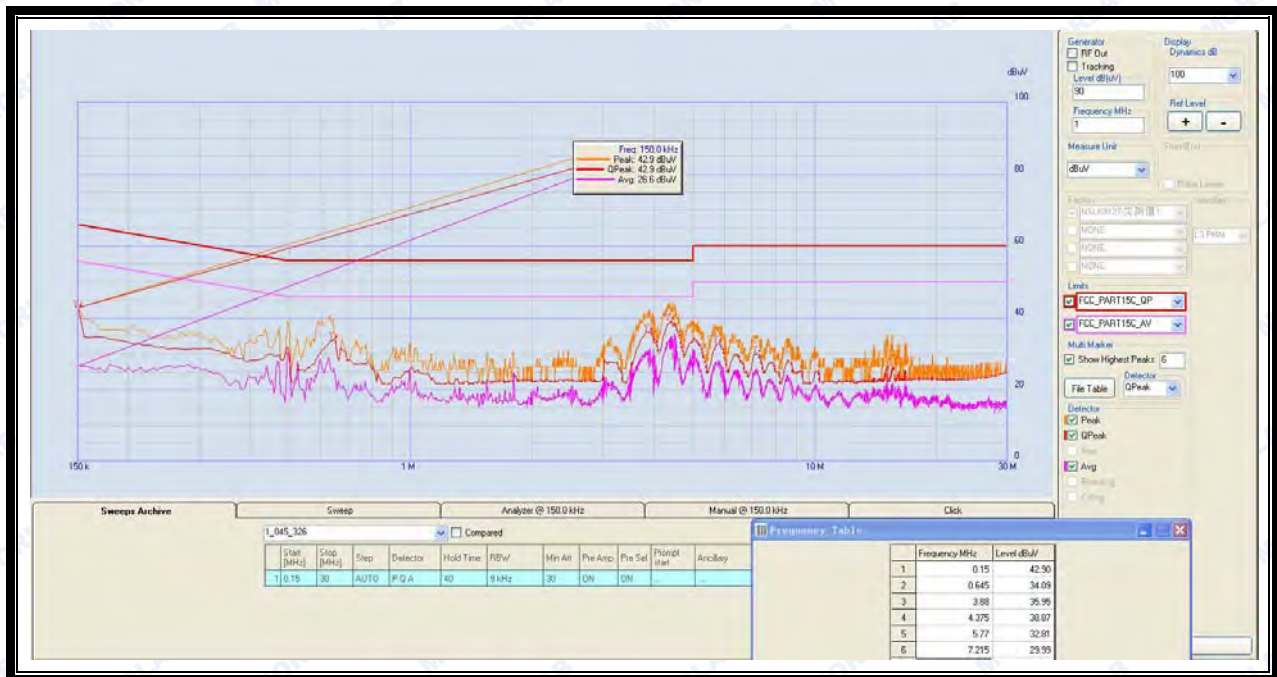 dBuV
100
80
60
40
20
0
Freq: 150.0 kHz
Peak: 42.9 dBuV
QPeak: 42.9 dBuV
Avg: 26.6 dBuV
150 k
1 M
10 M
30 M
Generator
RF Out
Tracking
Level dB(uV)
90
Frequency MHz
1
Display
Dynamics dB
100
Ref Level
+ -
Measure Unit
dBuV
NONE
NONE
NONE
Limits
FCC_PART15C_QP
FCC_PART15C_AV
Multi Marker
Show Highest Peaks 6
File Table
Detector
QPeak
Detector
Peak
QPeak
Avg
Sweeps Archive Sweep Analyzer @ 150.0 kHz Manual @ 150.0 kHz Click
1_045_326 Compared
Start [MHz] Stop [MHz] Step Detector Hold Time RBW Min Att Pre Amp Pre Sel Prompt start Ancillary
1 0.15 30 AUTO P Q A 40 9 kHz 30 ON ON ... ...
Frequency Table
Frequency MHz Level dBuV
1 0.15 42.90
2 0.645 34.09
3 3.88 35.95
4 4.375 38.87
5 5.77 32.81
6 7.215 29.99